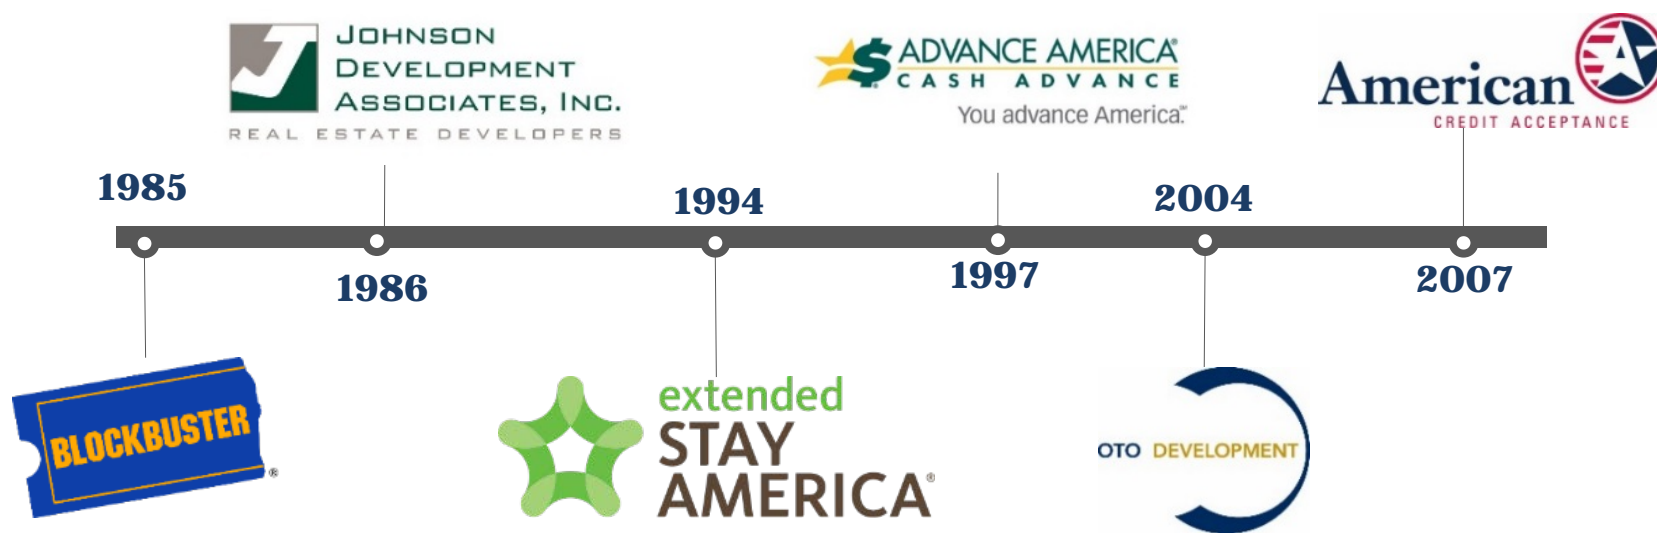 JOHNSON
DEVELOPMENT
ASSOCIATES, INC.
REAL ESTATE DEVELOPERS
ADVANCE AMERICA®
CASH ADVANCE
You advance America.℠
American
CREDIT ACCEPTANCE
1985
1986
1994
1997
2004
2007
BLOCKBUSTER®
extended
STAY
AMERICA®
OTO DEVELOPMENT